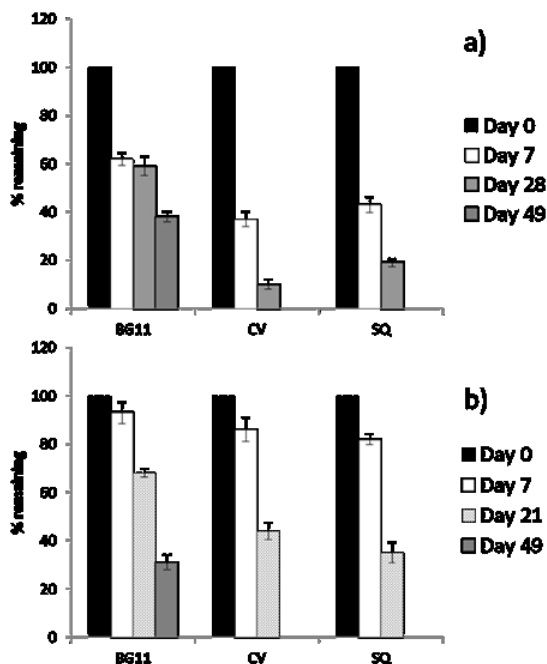 a)
% remaining
120
100
80
60
40
20
0
BG11 CV SQ
Day 0
Day 7
Day 28
Day 49
b)
% remaining
120
100
80
60
40
20
0
BG11 CV SQ
Day 0
Day 7
Day 21
Day 49